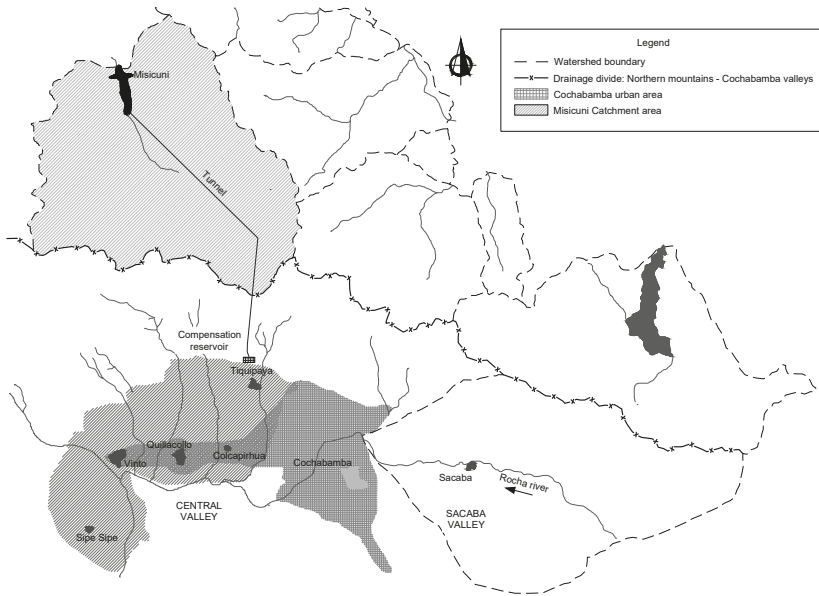 Legend
Watershed boundary
Drainage divide: Northern mountains - Cochabamba valleys
Cochabamba urban area
Misicuni Catchment area
Misicuni
Tunnel
Compensation
reservoir
Tiquipaya
Quillacollo
Vinto
Colcapirhua
Cochabamba
Sacaba
Rocha river
CENTRAL
VALLEY
SACABA
VALLEY
Sipe Sipe